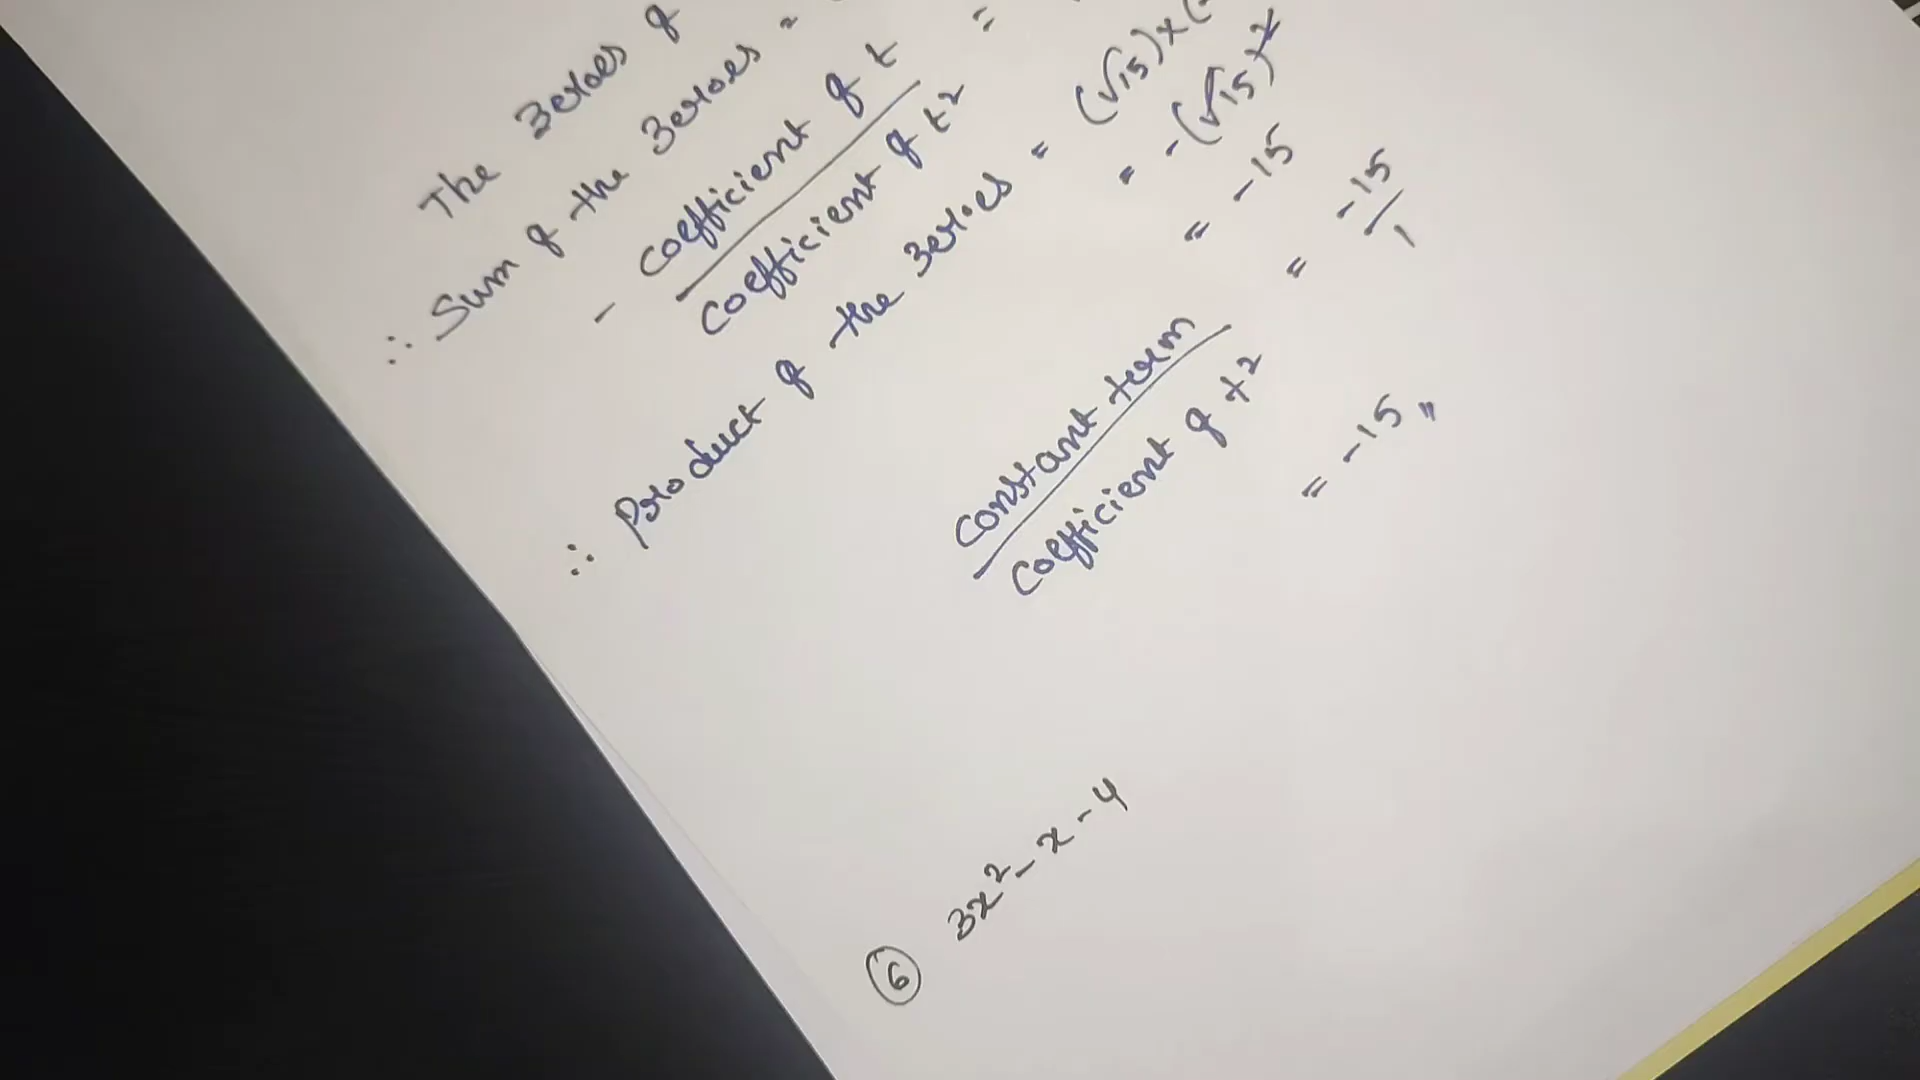 The zeroes of
∴ Sum of the zeroes =
- coefficient of t / coefficient of t² =
∴ Product of the zeroes = (√15) × (
= -(√15)²
= -15
constant term / coefficient of t² = -15/1
= -15 "
⑥ 3x² - x - 4